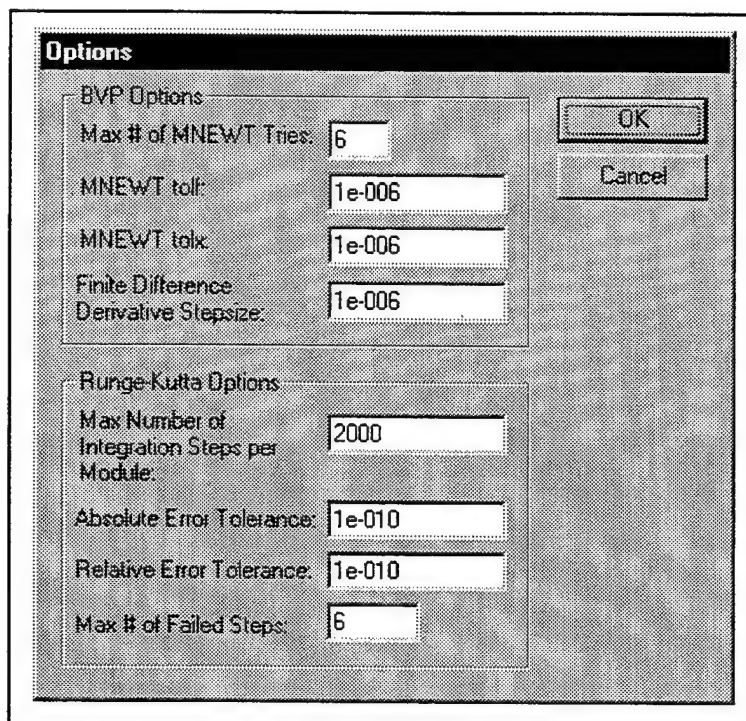 Options
BVP Options
Max # of MNEWT Tries: 6
MNEWT tolf: 1e-006
MNEWT tolx: 1e-006
Finite Difference
Derivative Stepsize: 1e-006
OK
Cancel
Runge-Kutta Options
Max Number of
Integration Steps per
Module: 2000
Absolute Error Tolerance: 1e-010
Relative Error Tolerance: 1e-010
Max # of Failed Steps: 6